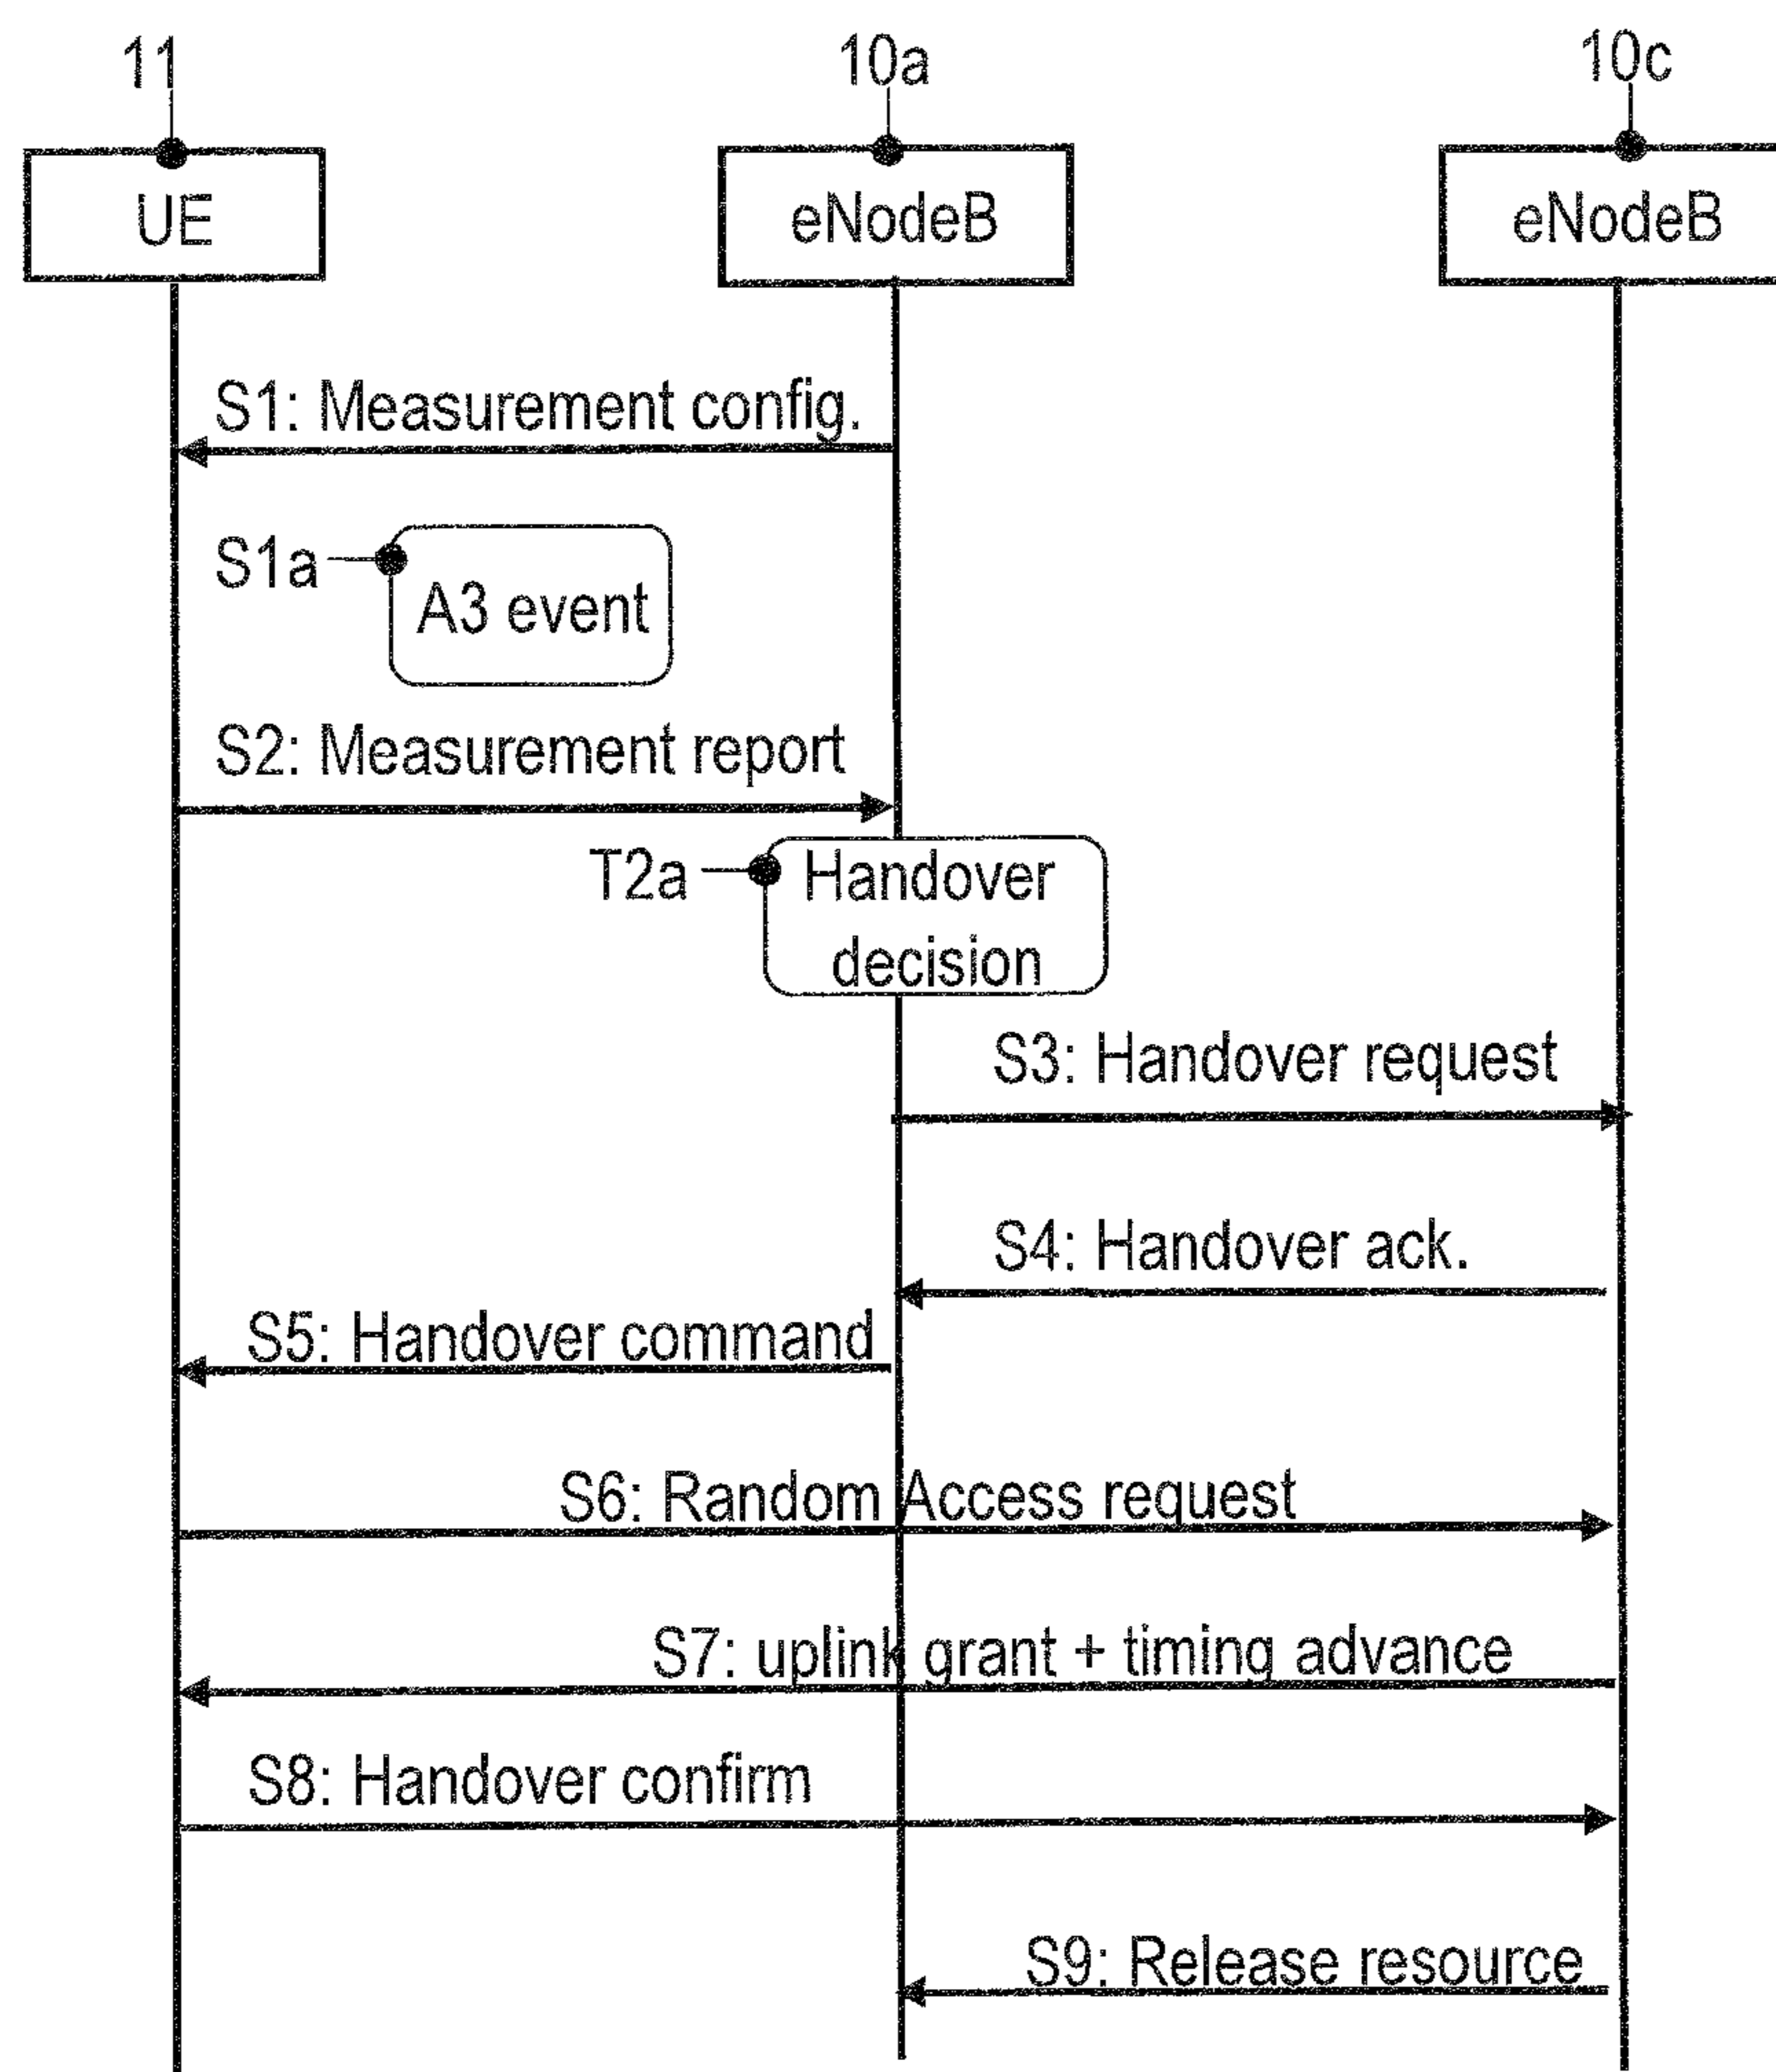 11
10a
10c
UE
eNodeB
eNodeB
S1: Measurement config.
S1a
A3 event
S2: Measurement report
T2a
Handover
decision
S3: Handover request
S4: Handover ack.
S5: Handover command
S6: Random Access request
S7: uplink grant + timing advance
S8: Handover confirm
S9: Release resource